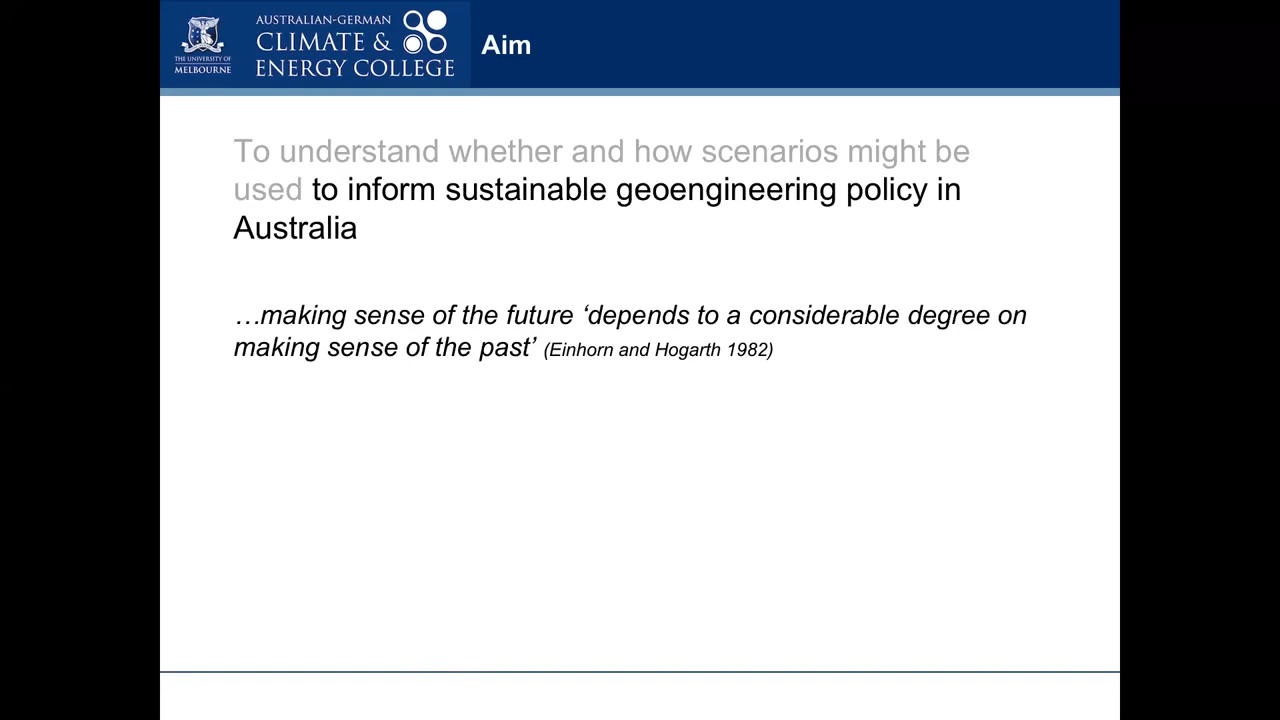 THE UNIVERSITY OF
MELBOURNE
AUSTRALIAN-GERMAN
CLIMATE &
ENERGY COLLEGE
Aim
To understand whether and how scenarios might be
used to inform sustainable geoengineering policy in
Australia
…making sense of the future ‘depends to a considerable degree on
making sense of the past’ (Einhorn and Hogarth 1982)